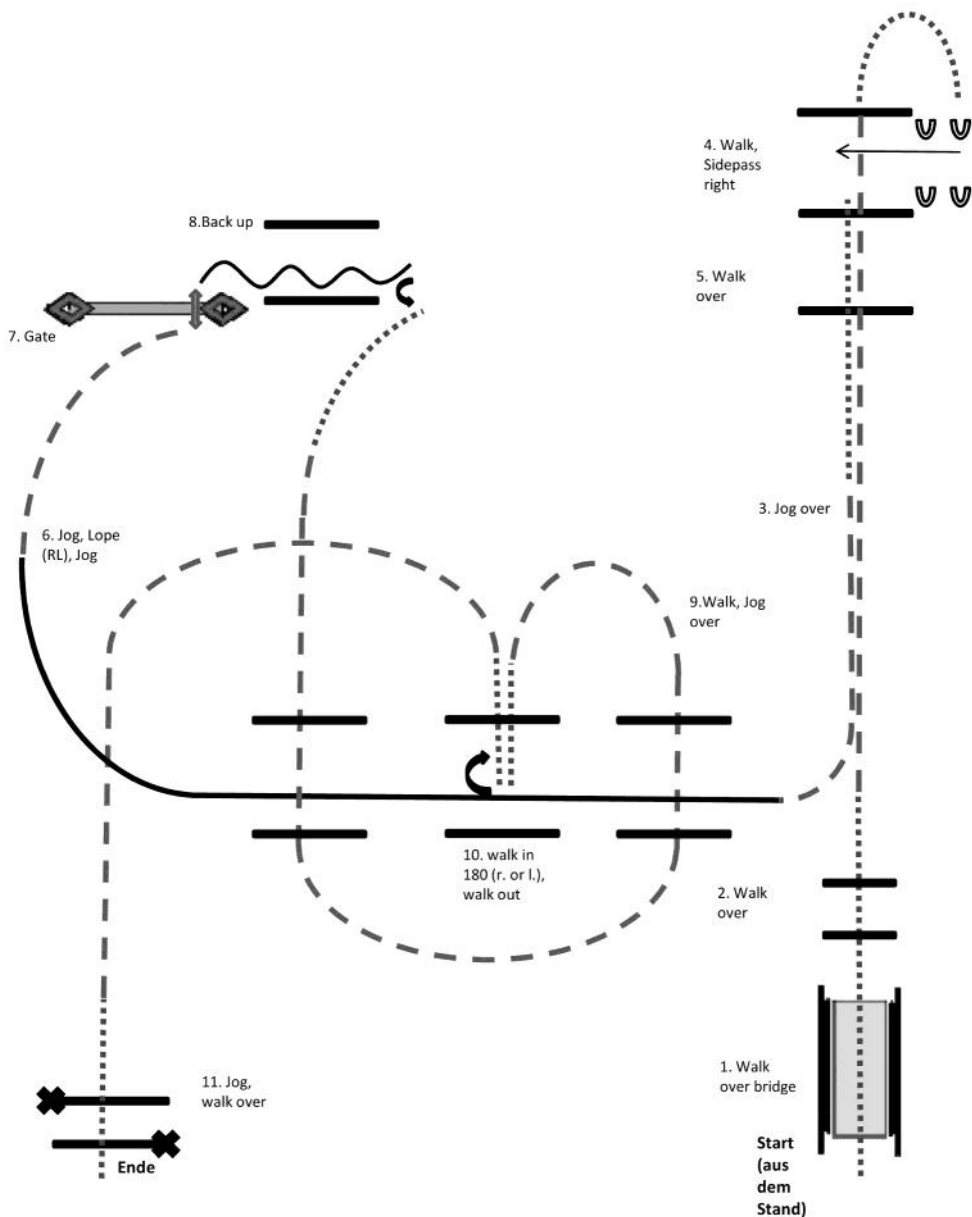 4. Walk,
Sidepass
right
8.Back up
5. Walk
over
7. Gate
3. Jog over
6. Jog, Lope
(RL), Jog
9.Walk, Jog
over
10. walk in
180 (r. or l.),
walk out
2. Walk
over
1. Walk
over bridge
11. Jog,
walk over
Ende
Start
(aus
dem
Stand)